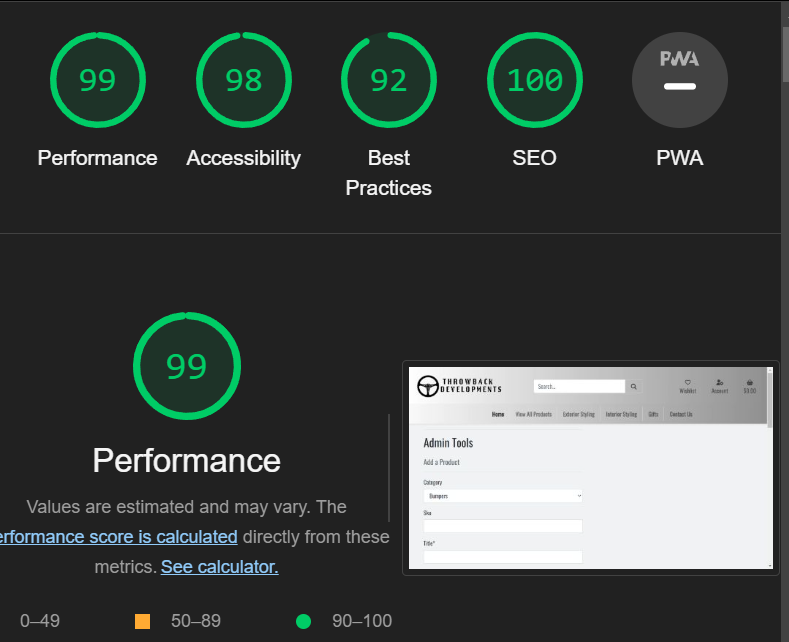 99
98
92
100
PWA
Performance
Accessibility
Best
Practices
SEO
PWA
99
Performance
Values are estimated and may vary. The
erformance score is calculated directly from these
metrics. See calculator.
0–49
50–89
90–100
THROWBACK
DEVELOPMENTS
Search...
Wishlist
Account
$0.00
Home
View All Products
Exterior Styling
Interior Styling
Gifts
Contact Us
Admin Tools
Add a Product
Category
Bumpers
Sku
Title*